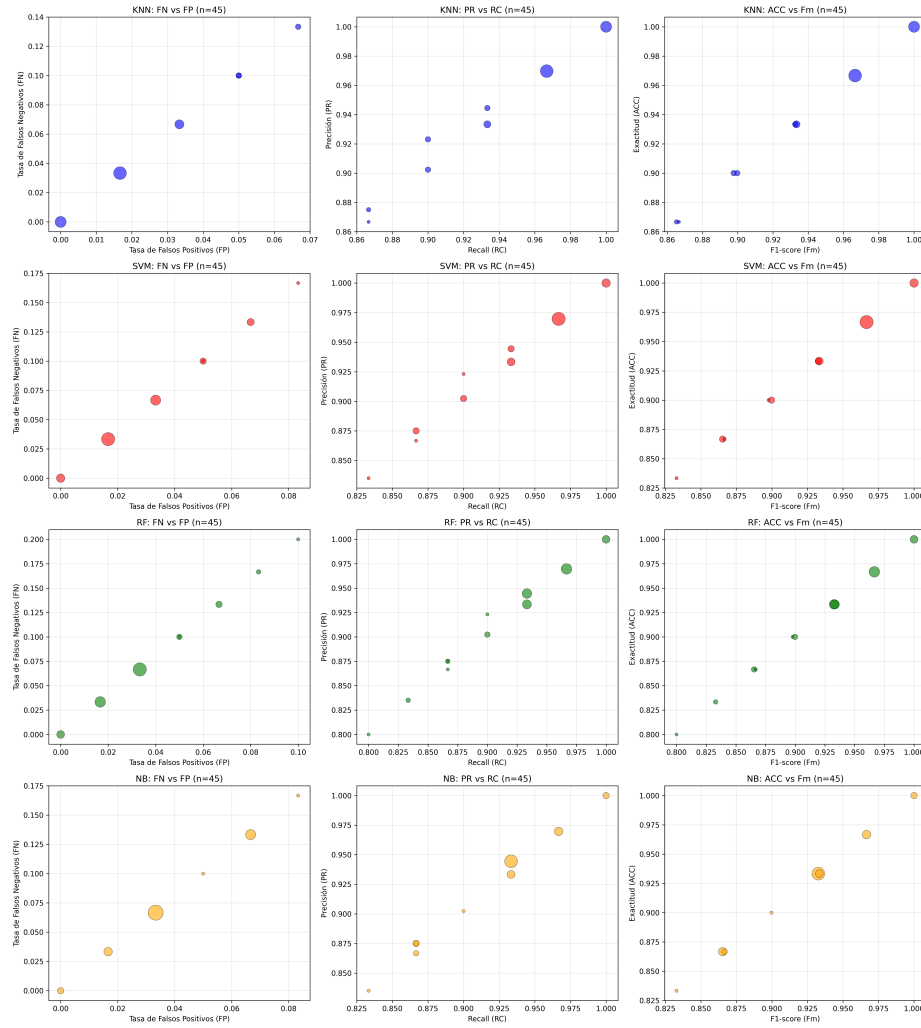 KNN: FN vs FP (n=45)
Tasa de Falsos Negativos (FN)
0.14
0.12
0.10
0.08
0.06
0.04
0.02
0.00
0.00 0.01 0.02 0.03 0.04 0.05 0.06 0.07
Tasa de Falsos Positivos (FP)
KNN: PR vs RC (n=45)
Precisión (PR)
1.00
0.98
0.96
0.94
0.92
0.90
0.88
0.86
0.86 0.88 0.90 0.92 0.94 0.96 0.98 1.00
Recall (RC)
KNN: ACC vs Fm (n=45)
Exactitud (ACC)
1.00
0.98
0.96
0.94
0.92
0.90
0.88
0.86
0.86 0.88 0.90 0.92 0.94 0.96 0.98 1.00
F1-score (Fm)
SVM: FN vs FP (n=45)
Tasa de Falsos Negativos (FN)
0.175
0.150
0.125
0.100
0.075
0.050
0.025
0.000
0.00 0.02 0.04 0.06 0.08
Tasa de Falsos Positivos (FP)
SVM: PR vs RC (n=45)
Precisión (PR)
1.000
0.975
0.950
0.925
0.900
0.875
0.850
0.825 0.850 0.875 0.900 0.925 0.950 0.975 1.000
Recall (RC)
SVM: ACC vs Fm (n=45)
Exactitud (ACC)
1.000
0.975
0.950
0.925
0.900
0.875
0.850
0.825
0.825 0.850 0.875 0.900 0.925 0.950 0.975 1.000
F1-score (Fm)
RF: FN vs FP (n=45)
Tasa de Falsos Negativos (FN)
0.200
0.175
0.150
0.125
0.100
0.075
0.050
0.025
0.000
0.00 0.02 0.04 0.06 0.08 0.10
Tasa de Falsos Positivos (FP)
RF: PR vs RC (n=45)
Precisión (PR)
1.000
0.975
0.950
0.925
0.900
0.875
0.850
0.825
0.800
0.800 0.825 0.850 0.875 0.900 0.925 0.950 0.975 1.000
Recall (RC)
RF: ACC vs Fm (n=45)
Exactitud (ACC)
1.000
0.975
0.950
0.925
0.900
0.875
0.850
0.825
0.800
0.800 0.825 0.850 0.875 0.900 0.925 0.950 0.975 1.000
F1-score (Fm)
NB: FN vs FP (n=45)
Tasa de Falsos Negativos (FN)
0.175
0.150
0.125
0.100
0.075
0.050
0.025
0.000
0.00 0.02 0.04 0.06 0.08
Tasa de Falsos Positivos (FP)
NB: PR vs RC (n=45)
Precisión (PR)
1.000
0.975
0.950
0.925
0.900
0.875
0.850
0.825 0.850 0.875 0.900 0.925 0.950 0.975 1.000
Recall (RC)
NB: ACC vs Fm (n=45)
Exactitud (ACC)
1.000
0.975
0.950
0.925
0.900
0.875
0.850
0.825
0.825 0.850 0.875 0.900 0.925 0.950 0.975 1.000
F1-score (Fm)